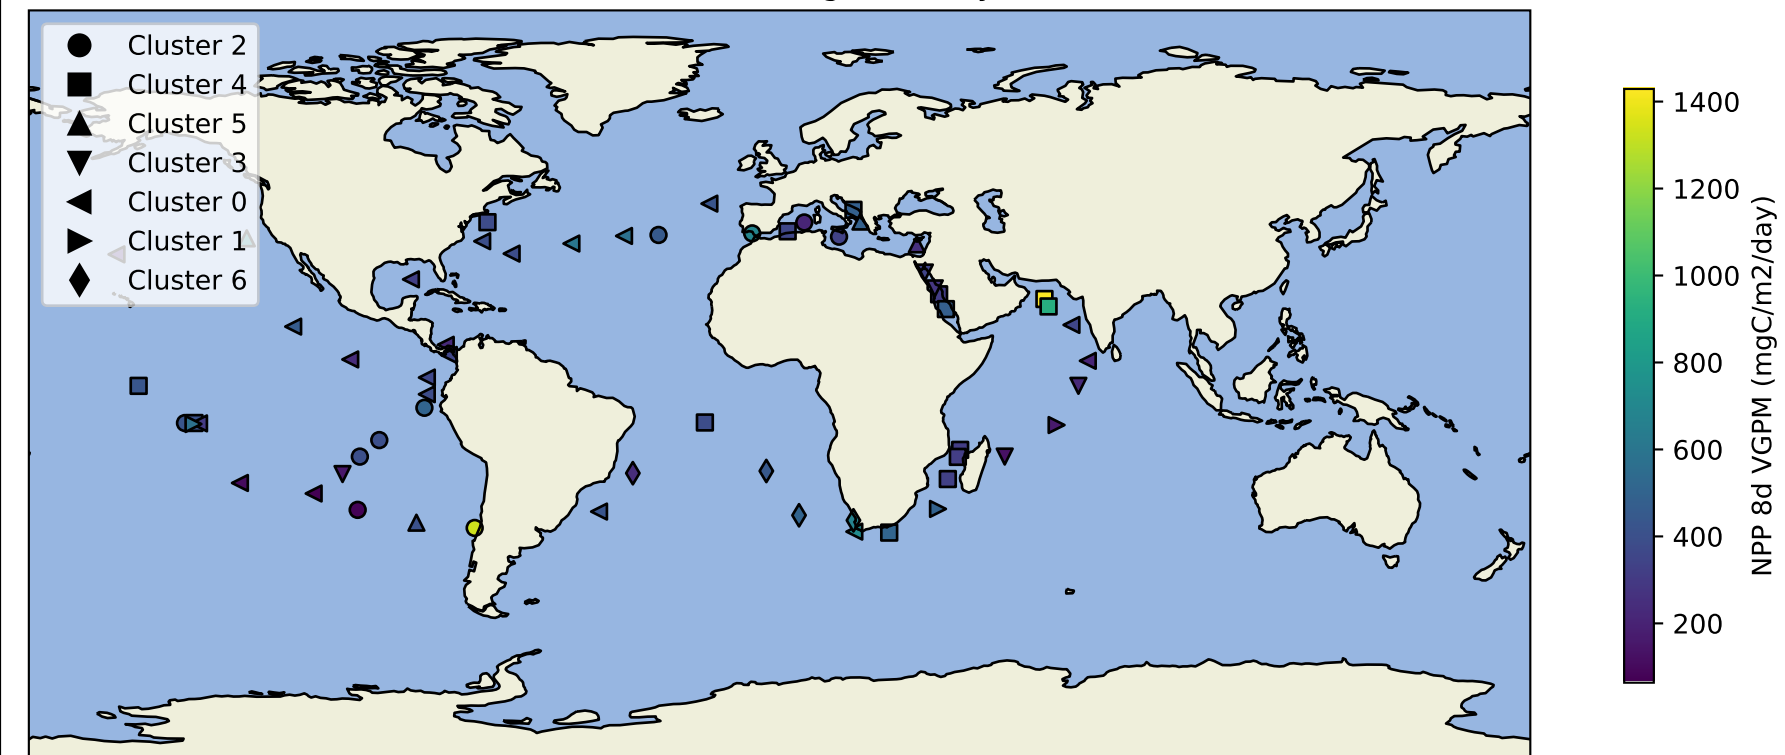 Cluster 2
Cluster 4
Cluster 5
Cluster 3
Cluster 0
Cluster 1
Cluster 6
1400
1200
1000
800
600
400
200
NPP 8d VGPM (mgC/m2/day)